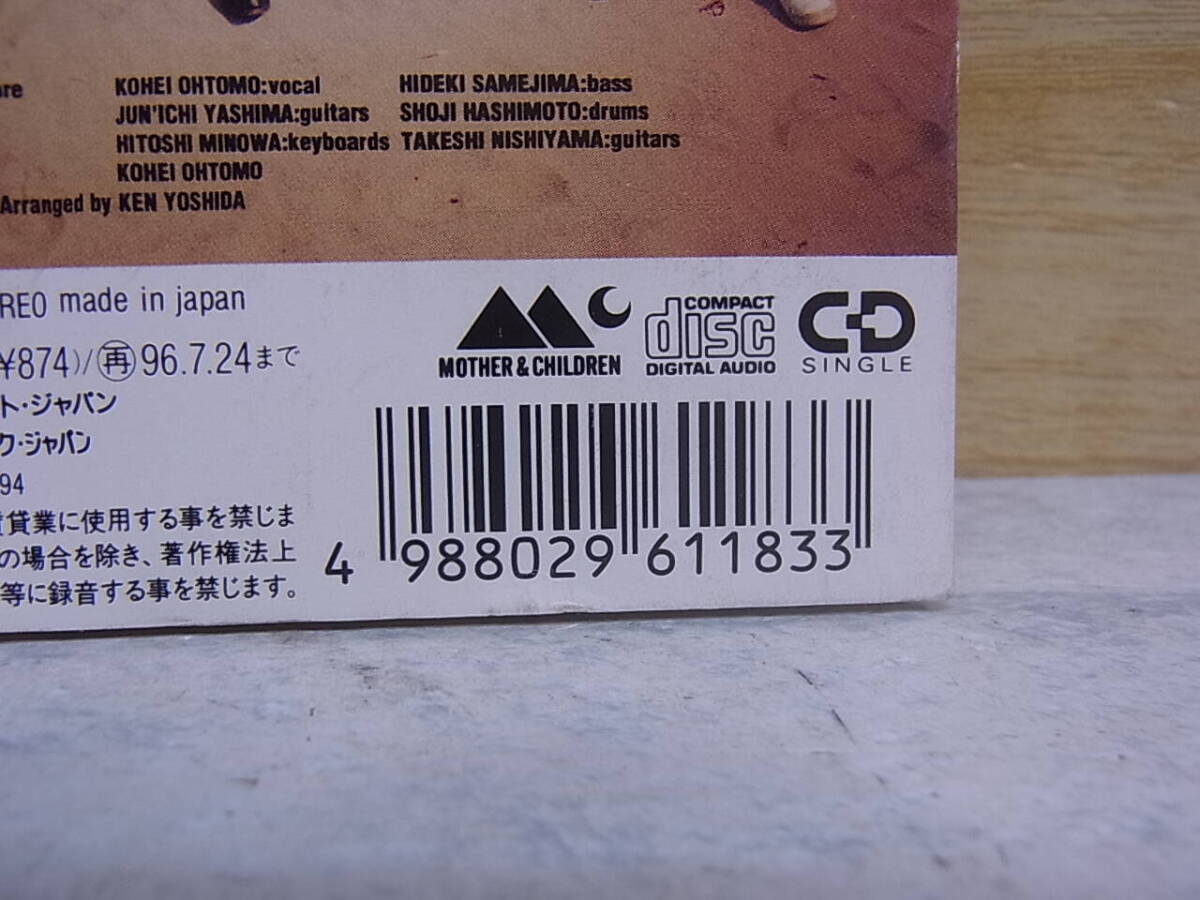 KOHEI OHTOMO:vocal HIDEKI SAMEJIMA:bass
JUN'ICHI YASHIMA:guitars SHOJI HASHIMOTO:drums
HITOSHI MINOWA:keyboards TAKESHI NISHIYAMA:guitars
KOHEI OHTOMO
Arranged by KEN YOSHIDA
REO made in japan
¥874)/再96.7.24まで
MOTHER & CHILDREN
COMPACT
disc
DIGITAL AUDIO
CD
SINGLE
ト・ジャパン
ク・ジャパン
94
賃貸業に使用する事を禁じま
の場合を除き、著作権法上
等に録音する事を禁じます。
4 988029 611833